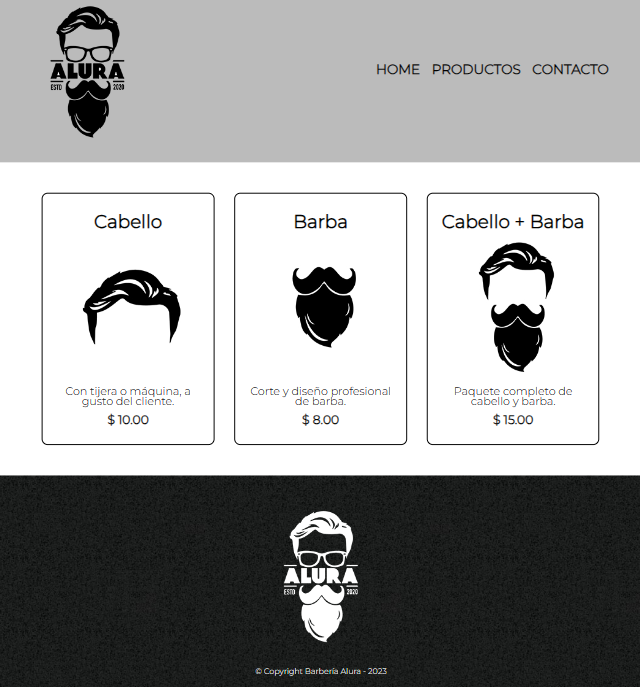 ALURA
ESTD 2020
HOME PRODUCTOS CONTACTO
Cabello
Con tijera o máquina, a
gusto del cliente.
$ 10.00
Barba
Corte y diseño profesional
de barba.
$ 8.00
Cabello + Barba
Paquete completo de
cabello y barba.
$ 15.00
ALURA
ESTD 2020
© Copyright Barbería Alura - 2023